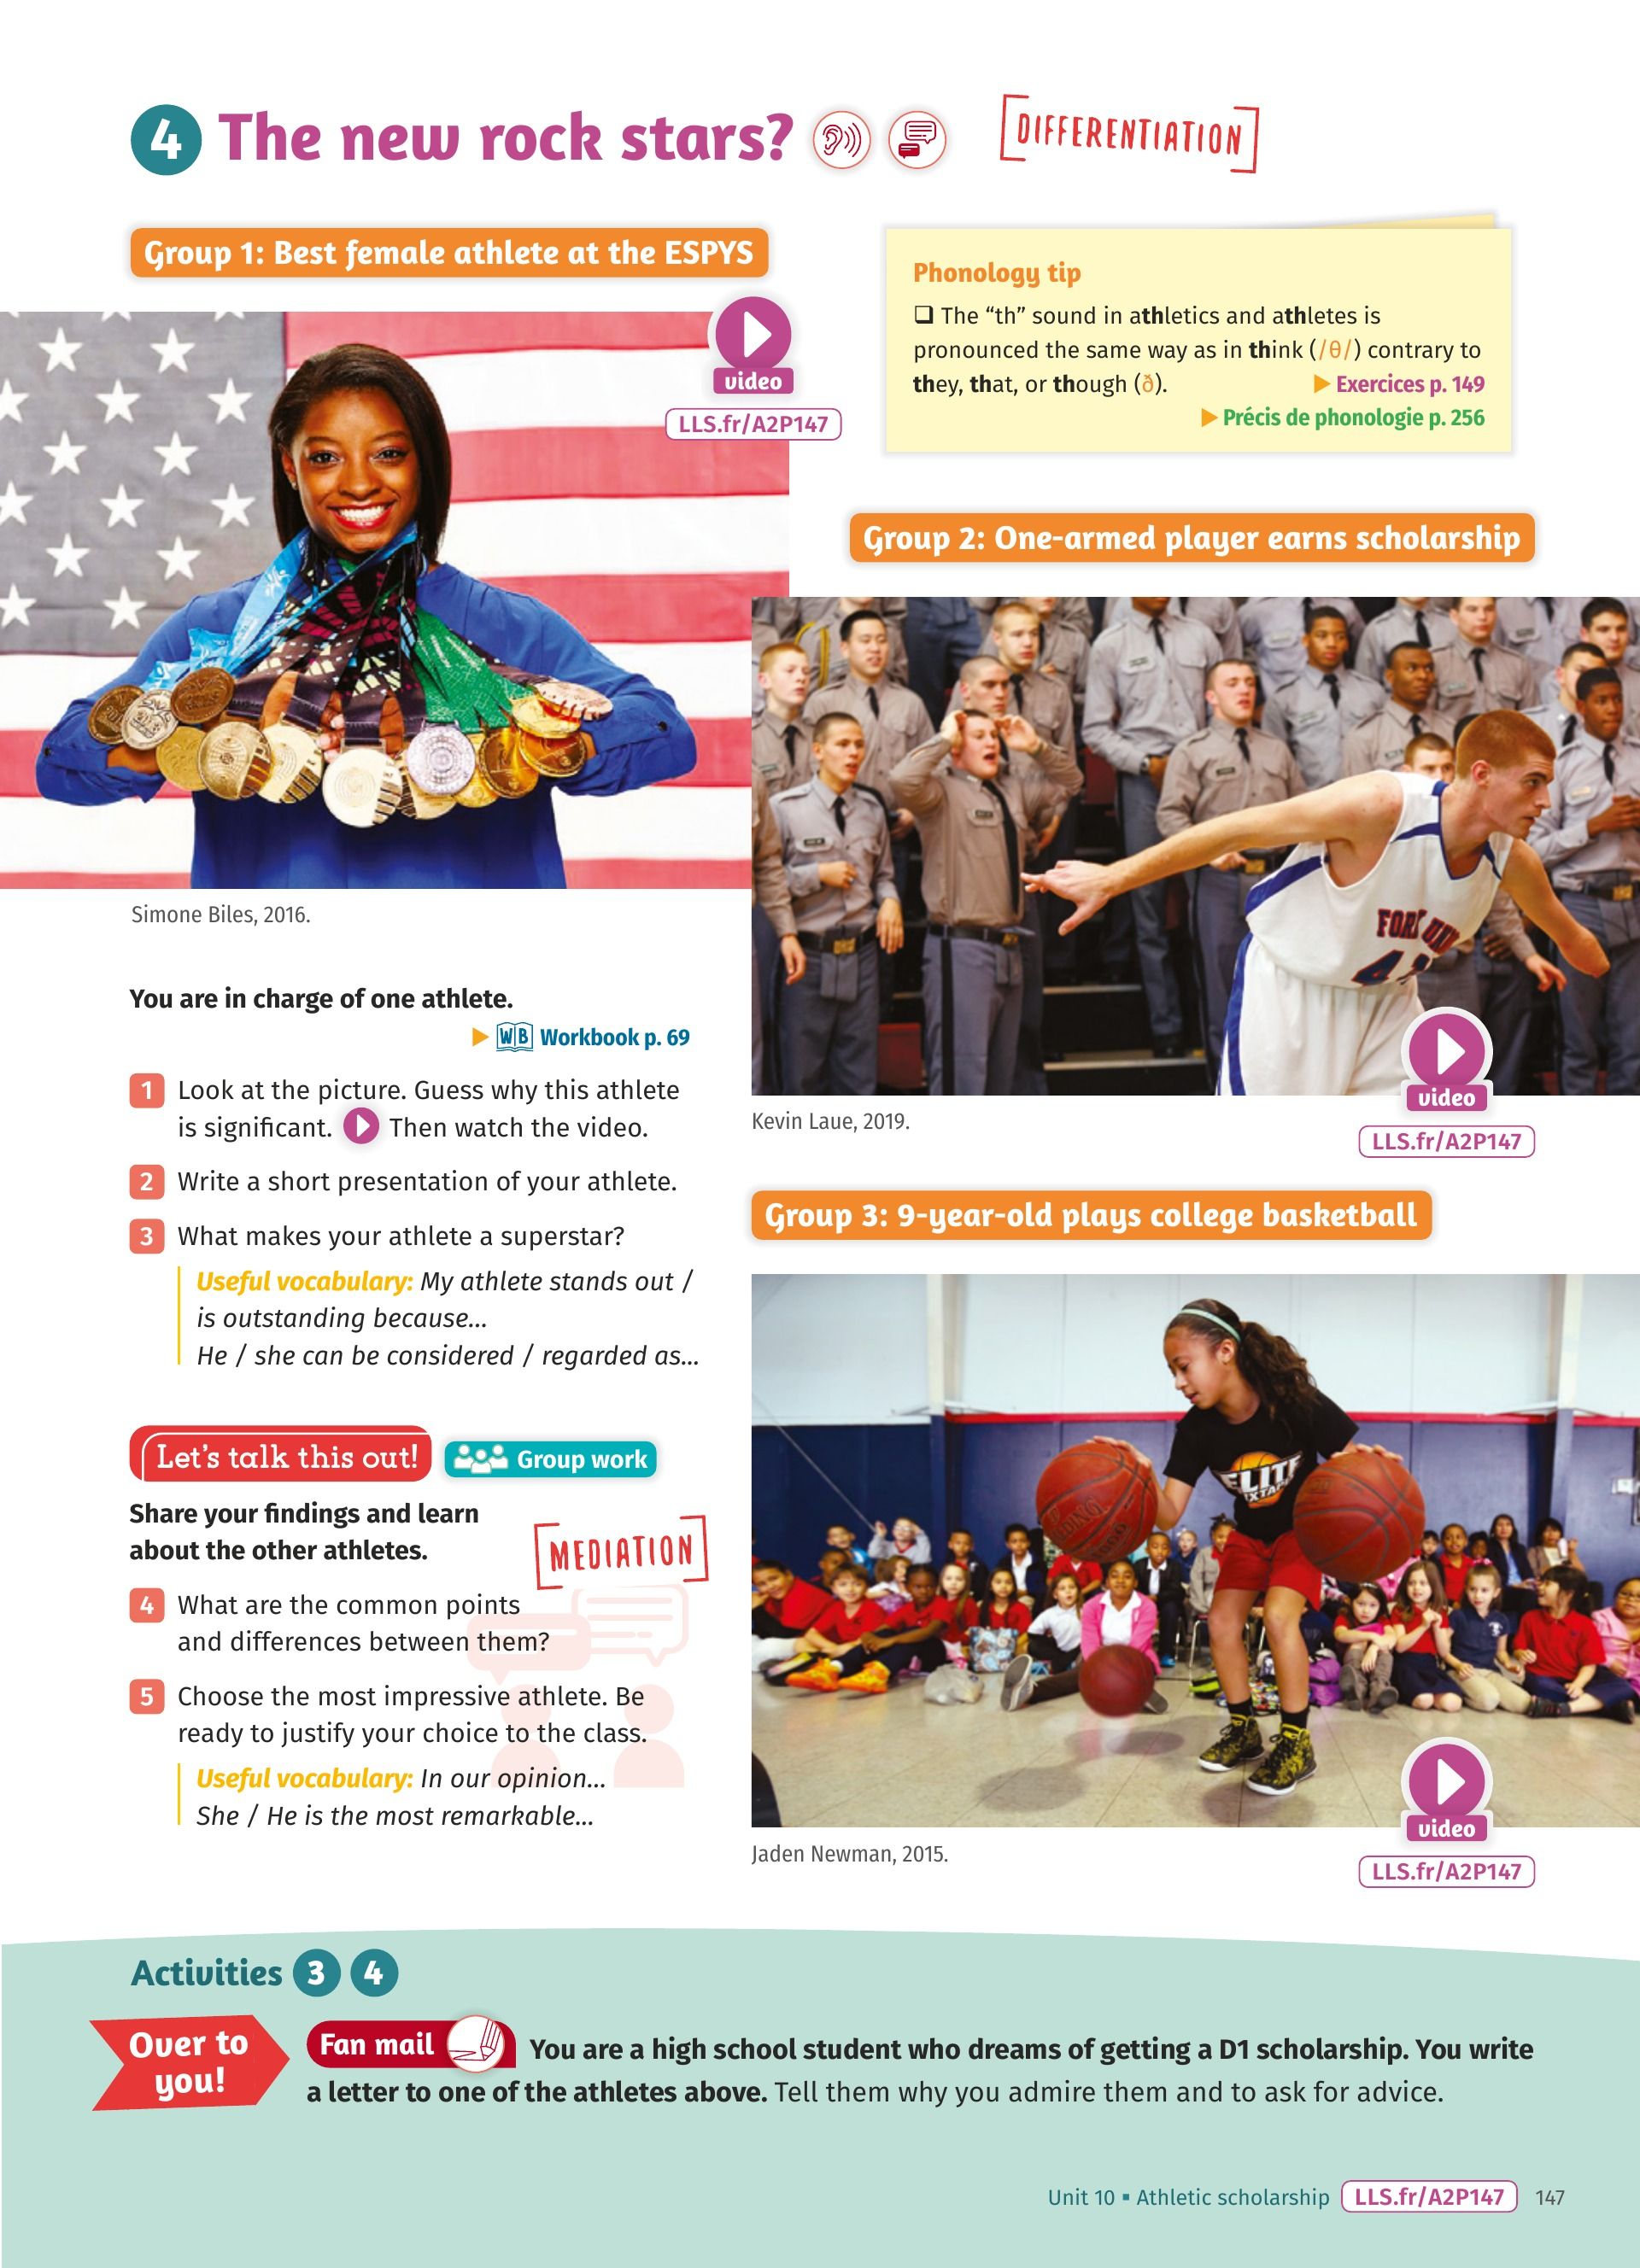 4 The new rock stars?
DIFFERENTIATION
Group 1: Best female athlete at the ESPYS
video
LLS.fr/A2P147
Simone Biles, 2016.
Phonology tip
❑ The “th” sound in athletics and athletes is
pronounced the same way as in think (/θ/) contrary to
they, that, or though (ð).
▶ Exercices p. 149
▶ Précis de phonologie p. 256
Group 2: One-armed player earns scholarship
FORK UNI
video
LLS.fr/A2P147
Kevin Laue, 2019.
You are in charge of one athlete.
▶ WB Workbook p. 69
1 Look at the picture. Guess why this athlete
is significant. Then watch the video.
2 Write a short presentation of your athlete.
3 What makes your athlete a superstar?
Useful vocabulary: My athlete stands out /
is outstanding because...
He / she can be considered / regarded as...
Let’s talk this out!
Group work
Share your findings and learn
about the other athletes.
MEDIATION
4 What are the common points
and differences between them?
5 Choose the most impressive athlete. Be
ready to justify your choice to the class.
Useful vocabulary: In our opinion...
She / He is the most remarkable...
Group 3: 9-year-old plays college basketball
ELITE
MIXTAPE
SPALDING
video
LLS.fr/A2P147
Jaden Newman, 2015.
Activities 3 4
Over to
you!
Fan mail You are a high school student who dreams of getting a D1 scholarship. You write
a letter to one of the athletes above. Tell them why you admire them and to ask for advice.
Unit 10 ▪ Athletic scholarship LLS.fr/A2P147 147